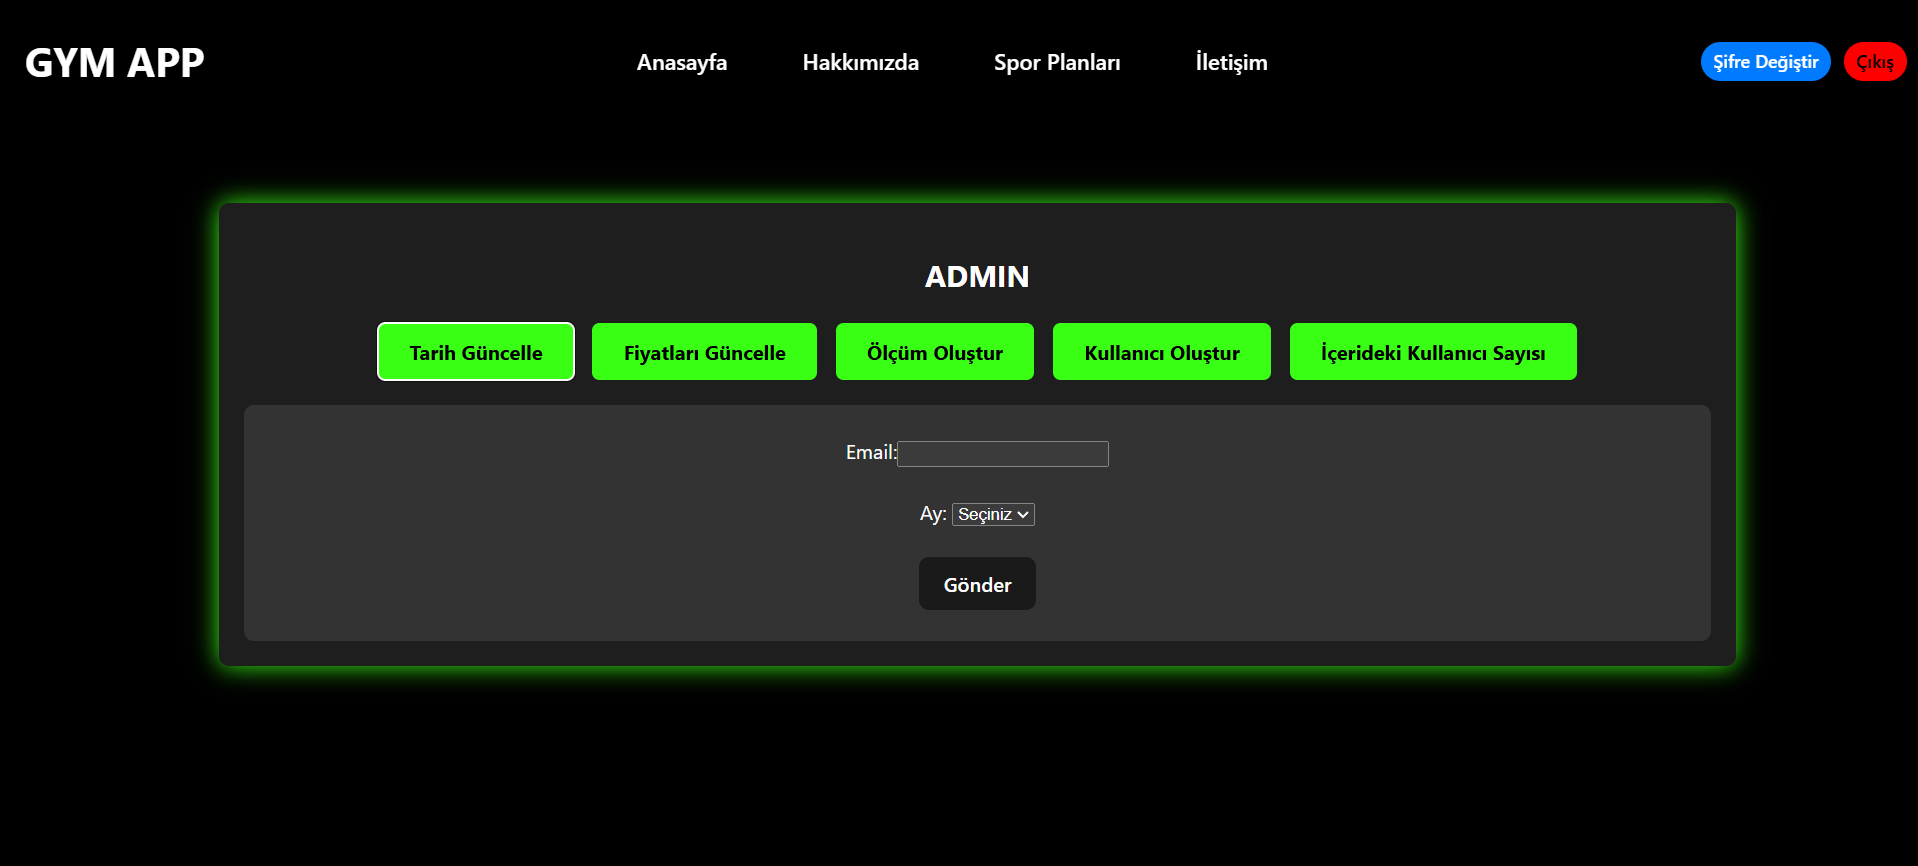 GYM APP
Anasayfa Hakkımızda Spor Planları İletişim
Şifre Değiştir Çıkış
ADMIN
Tarih Güncelle Fiyatları Güncelle Ölçüm Oluştur Kullanıcı Oluştur İçerideki Kullanıcı Sayısı
Email:
Ay: Seçiniz
Gönder